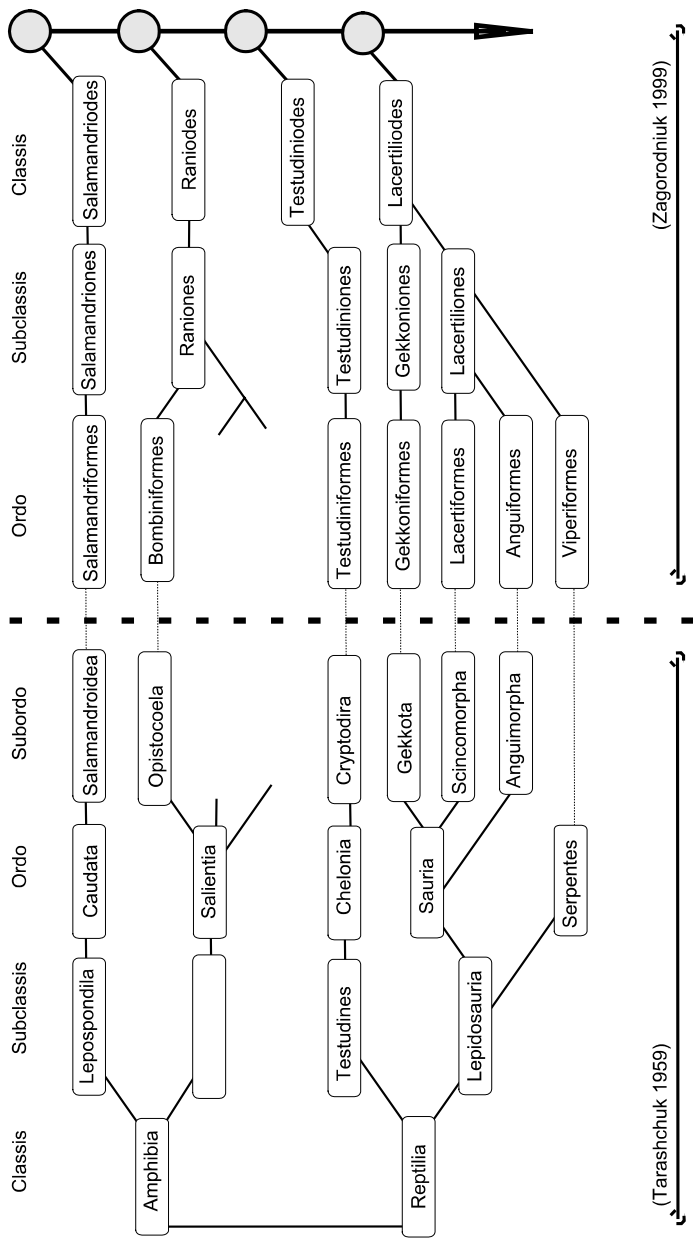 Classis
Subclassis
Ordo
Subordo
Ordo
Subclassis
Classis
Lepospondila
Caudata
Salamandroidea
Salamandriformes
Salamandriones
Salamandriodes
Amphibia
Opistocoela
Bombiniformes
Raniones
Raniodes
Salientia
Testudiniodes
Testudines
Chelonia
Cryptodira
Testudiniformes
Testudiniones
Reptilia
Sauria
Gekkota
Gekkoniformes
Gekkoniones
Lacertiliodes
Lepidosauria
Scincomorpha
Lacertiformes
Lacertiliones
Anguimorpha
Anguiformes
Serpentes
Viperiformes
(Tarashchuk 1959)
(Zagorodniuk 1999)